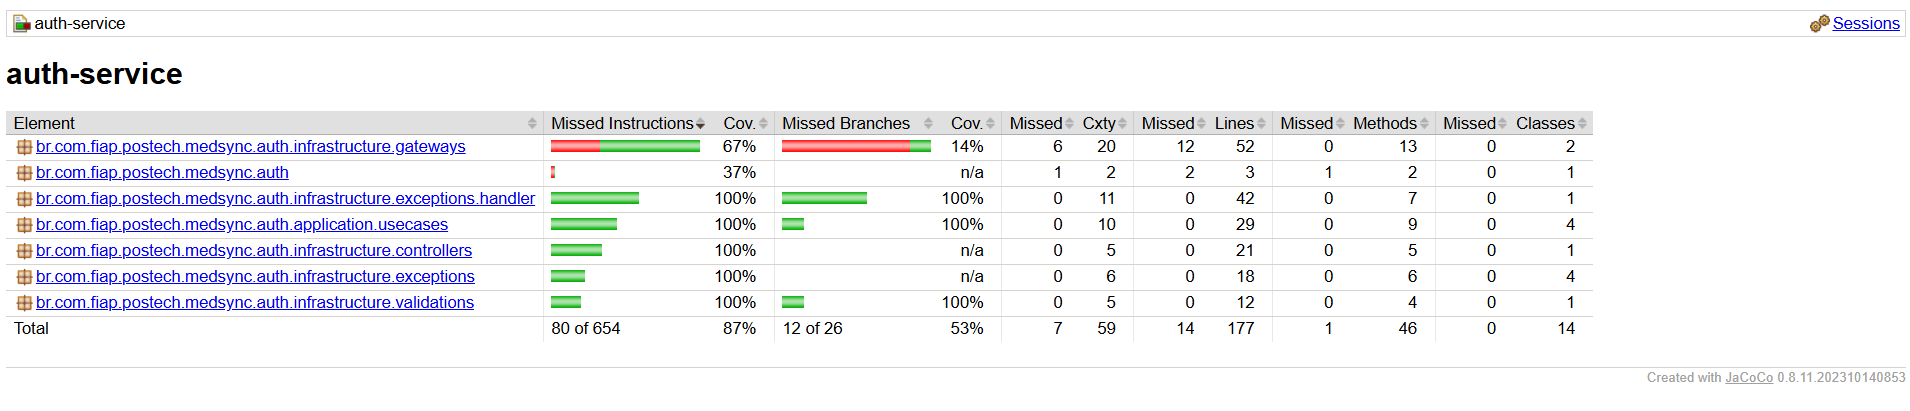 auth-service Sessions
auth-service
Element Missed Instructions Cov. Missed Branches Cov. Missed Cxty Missed Lines Missed Methods Missed Classes
br.com.fiap.postech.medsync.auth.infrastructure.gateways 67% 14% 6 20 12 52 0 13 0 2
br.com.fiap.postech.medsync.auth 37% n/a 1 2 2 3 1 2 0 1
br.com.fiap.postech.medsync.auth.infrastructure.exceptions.handler 100% 100% 0 11 0 42 0 7 0 1
br.com.fiap.postech.medsync.auth.application.usecases 100% 100% 0 10 0 29 0 9 0 4
br.com.fiap.postech.medsync.auth.infrastructure.controllers 100% n/a 0 5 0 21 0 5 0 1
br.com.fiap.postech.medsync.auth.infrastructure.exceptions 100% n/a 0 6 0 18 0 6 0 4
br.com.fiap.postech.medsync.auth.infrastructure.validations 100% 100% 0 5 0 12 0 4 0 1
Total 80 of 654 87% 12 of 26 53% 7 59 14 177 1 46 0 14
Created with JaCoCo 0.8.11.202310140853